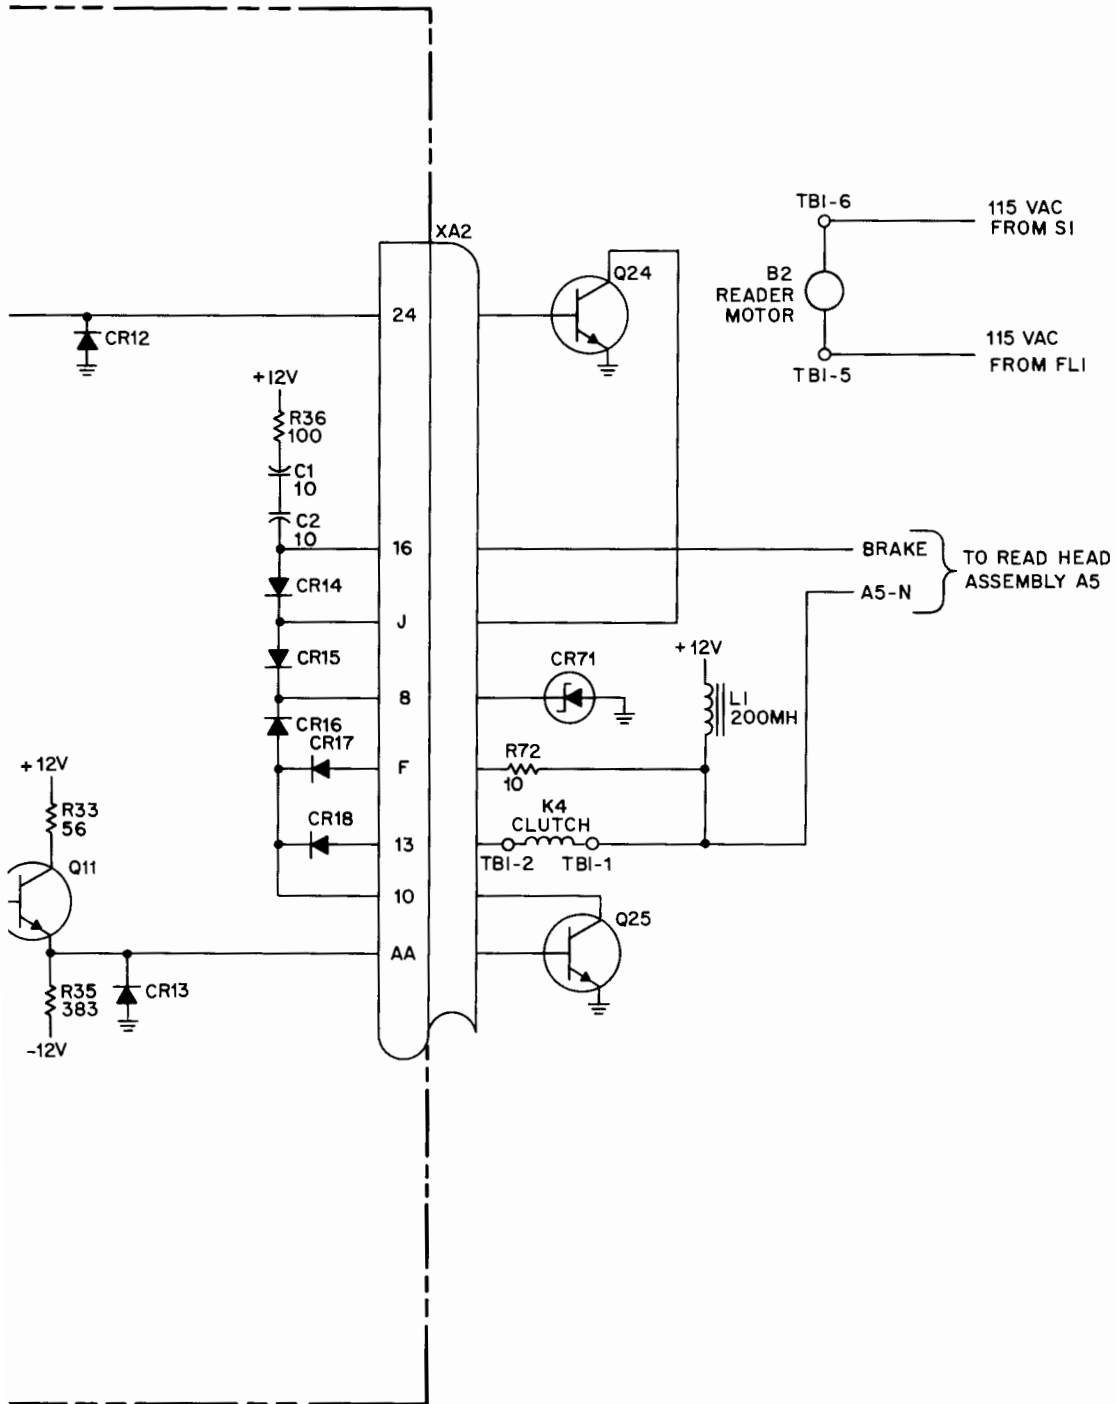 XA2
Q24
TB1-6
115 VAC
FROM S1
B2
READER
MOTOR
115 VAC
FROM FL1
TB1-5
24
CR12
+12V
R36
100
C1
10
C2
10
16
BRAKE
TO READ HEAD
ASSEMBLY A5
A5-N
CR14
J
CR15
CR71
+12V
8
L1
200MH
CR16
CR17
F
R72
10
+12V
R33
56
CR18
13
K4
CLUTCH
TB1-2
TB1-1
Q11
10
Q25
AA
R35
383
CR13
-12V